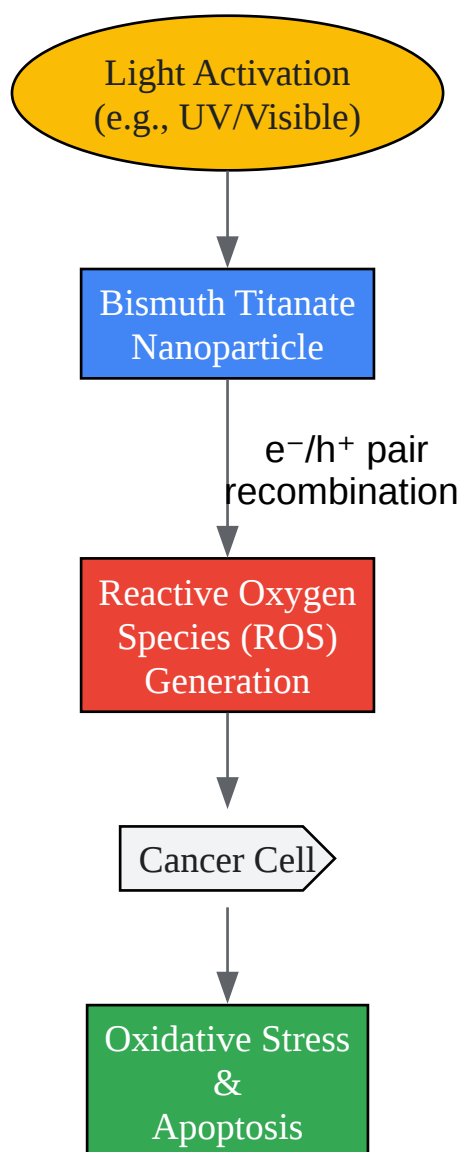 Light Activation
(e.g., UV/Visible)
Bismuth Titanate
Nanoparticle
e⁻/h⁺ pair
recombination
Reactive Oxygen
Species (ROS)
Generation
Cancer Cell
Oxidative Stress
&
Apoptosis